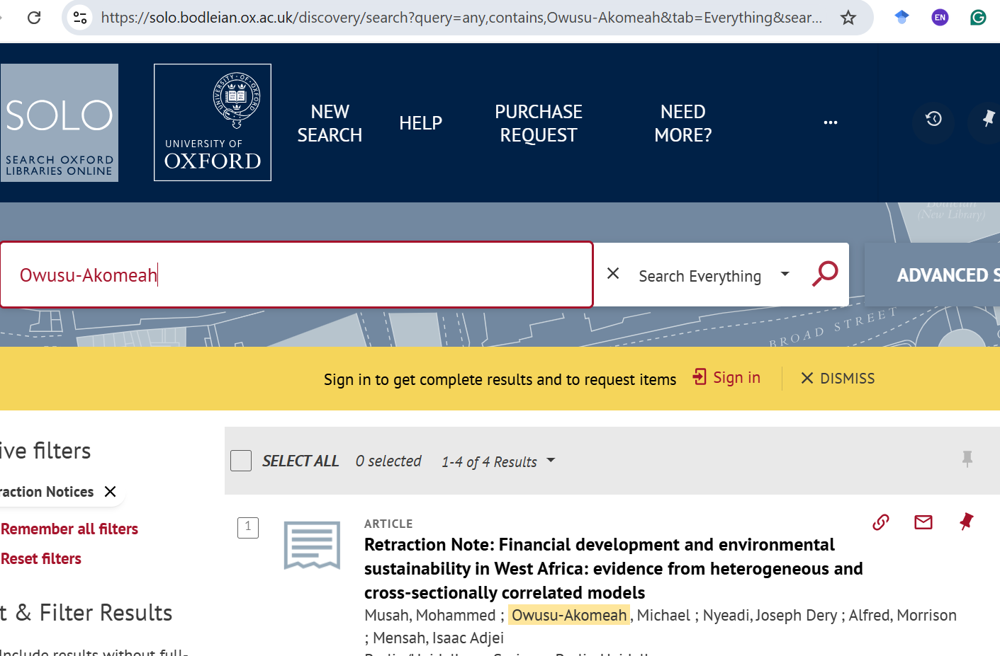 https://solo.bodleian.ox.ac.uk/discovery/search?query=any,contains,Owusu-Akomeah&tab=Everything&sear...
EN
SOLO
SEARCH OXFORD
LIBRARIES ONLINE
UNIVERSITY OF OXFORD
UNIVERSITY OF
OXFORD
NEW
SEARCH
HELP
PURCHASE
REQUEST
NEED
MORE?
...
Bodleian
(New Library)
Owusu-Akomeah
Search Everything
ADVANCED S
BROAD STREET
Sign in to get complete results and to request items
Sign in
DISMISS
ive filters
raction Notices
Remember all filters
Reset filters
t & Filter Results
Include results without full-
SELECT ALL
0 selected
1-4 of 4 Results
1
ARTICLE
Retraction Note: Financial development and environmental
sustainability in West Africa: evidence from heterogeneous and
cross-sectionally correlated models
Musah, Mohammed ; Owusu-Akomeah, Michael ; Nyeadi, Joseph Dery ; Alfred, Morrison
; Mensah, Isaac Adjei